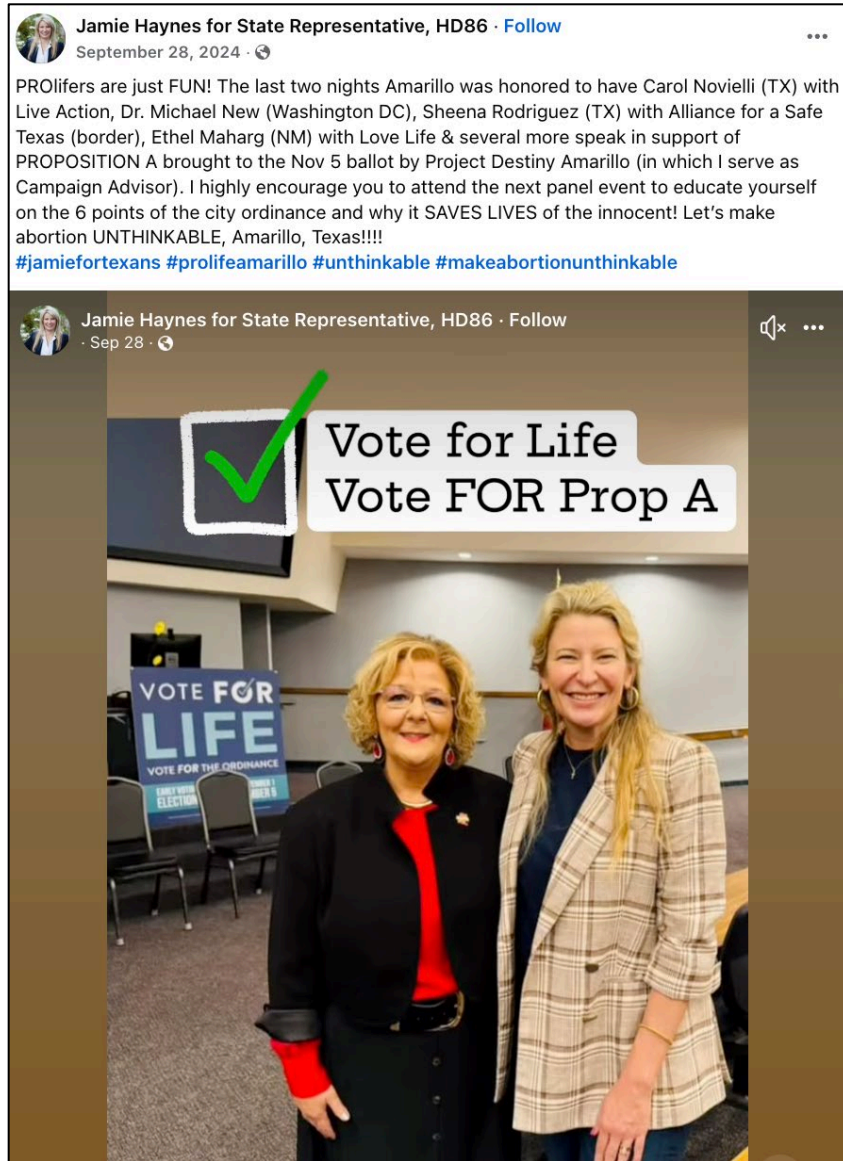 Jamie Haynes for State Representative, HD86 · Follow
September 28, 2024 ·
PROlifers are just FUN! The last two nights Amarillo was honored to have Carol Novielli (TX) with
Live Action, Dr. Michael New (Washington DC), Sheena Rodriguez (TX) with Alliance for a Safe
Texas (border), Ethel Maharg (NM) with Love Life & several more speak in support of
PROPOSITION A brought to the Nov 5 ballot by Project Destiny Amarillo (in which I serve as
Campaign Advisor). I highly encourage you to attend the next panel event to educate yourself
on the 6 points of the city ordinance and why it SAVES LIVES of the innocent! Let’s make
abortion UNTHINKABLE, Amarillo, Texas!!!!
#jamiefortexans #prolifeamarillo #unthinkable #makeabortionunthinkable
Jamie Haynes for State Representative, HD86 · Follow
· Sep 28 ·
Vote for Life
Vote FOR Prop A
VOTE FOR
LIFE
VOTE FOR THE ORDINANCE
EARLY
ELECTION